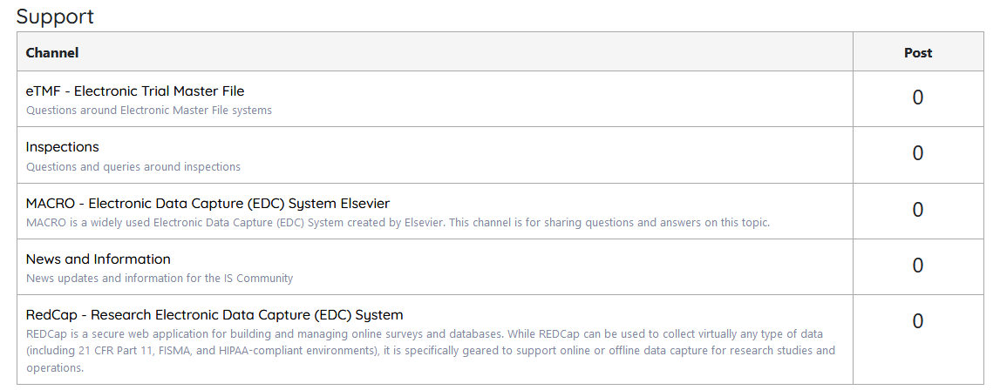 Support
Channel
Post
eTMF - Electronic Trial Master File
Questions around Electronic Master File systems
0
Inspections
Questions and queries around inspections
0
MACRO - Electronic Data Capture (EDC) System Elsevier
MACRO is a widely used Electronic Data Capture (EDC) System created by Elsevier. This channel is for sharing questions and answers on this topic.
0
News and Information
News updates and information for the IS Community
0
RedCap - Research Electronic Data Capture (EDC) System
REDCap is a secure web application for building and managing online surveys and databases. While REDCap can be used to collect virtually any type of data
(including 21 CFR Part 11, FISMA, and HIPAA-compliant environments), it is specifically geared to support online or offline data capture for research studies and
operations.
0